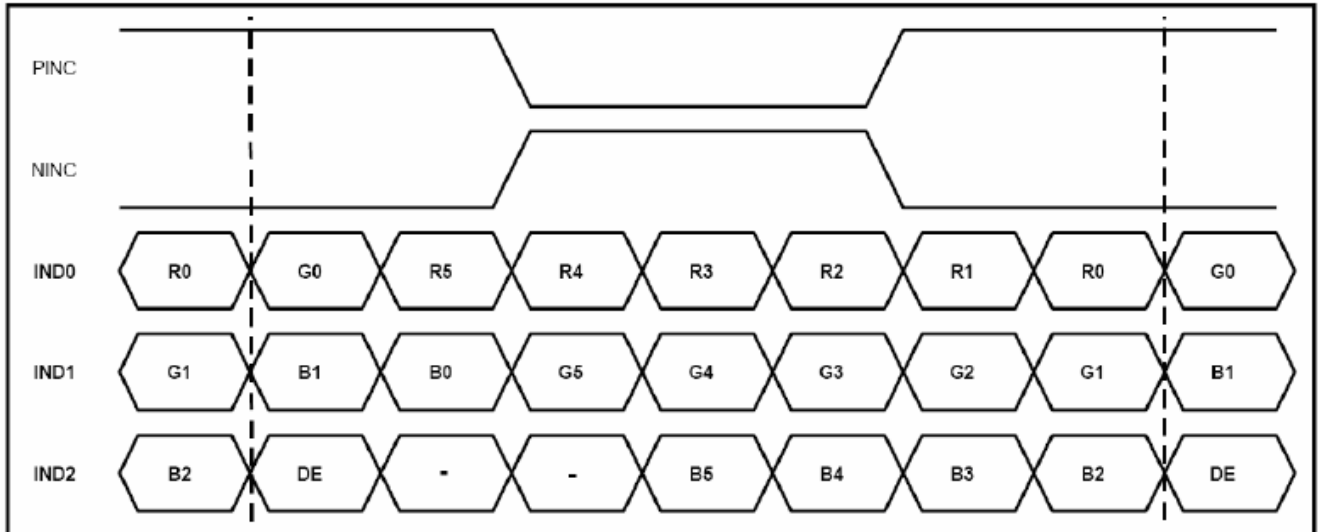 PINC
NINC
IND0 R0 G0 R5 R4 R3 R2 R1 R0 G0
IND1 G1 B1 B0 G5 G4 G3 G2 G1 B1
IND2 B2 DE - - B5 B4 B3 B2 DE